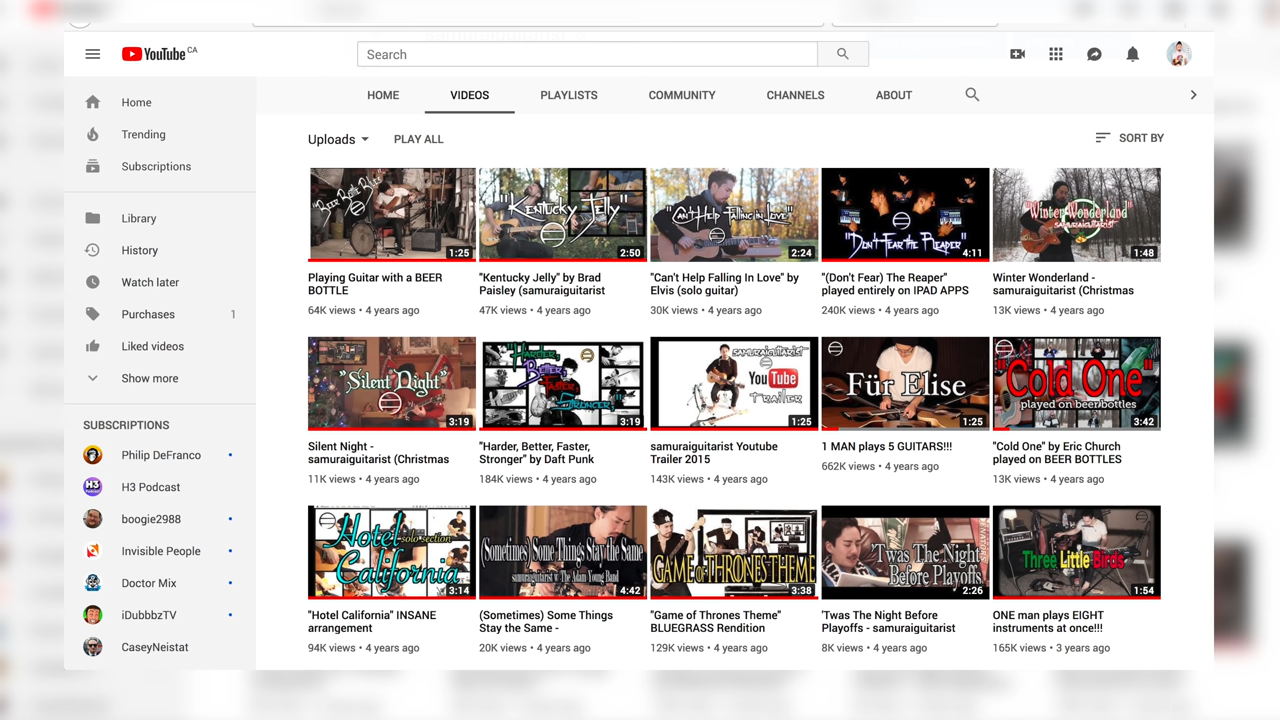 YouTube CA
Search
HOME VIDEOS PLAYLISTS COMMUNITY CHANNELS ABOUT
Home
Trending
Subscriptions
Library
History
Watch later
Purchases 1
Liked videos
Show more
SUBSCRIPTIONS
Philip DeFranco
H3 Podcast
boogie2988
Invisible People
Doctor Mix
iDubbbzTV
CaseyNeistat
Uploads PLAY ALL SORT BY
"Beer Bottle Blues"
1:25
Playing Guitar with a BEER
BOTTLE
64K views • 4 years ago
"Kentucky Jelly"
2:50
"Kentucky Jelly" by Brad
Paisley (samuraiguitarist
47K views • 4 years ago
"Can't Help Falling in Love"
2:24
"Can't Help Falling In Love" by
Elvis (solo guitar)
30K views • 4 years ago
"Don't Fear the Reaper"
4:11
"(Don't Fear) The Reaper"
played entirely on IPAD APPS
240K views • 4 years ago
"Winter Wonderland"
samuraiguitarist
1:48
Winter Wonderland -
samuraiguitarist (Christmas
13K views • 4 years ago
"Silent Night"
3:19
Silent Night -
samuraiguitarist (Christmas
11K views • 4 years ago
"Harder,
Better,
Faster,
Stronger"
3:19
"Harder, Better, Faster,
Stronger" by Daft Punk
184K views • 4 years ago
samuraiguitarist
YouTube
Trailer
1:25
samuraiguitarist Youtube
Trailer 2015
143K views • 4 years ago
Für Elise
1:25
1 MAN plays 5 GUITARS!!!
662K views • 4 years ago
"Cold One"
played on beer bottles
3:42
"Cold One" by Eric Church
played on BEER BOTTLES
13K views • 4 years ago
Hotel
solo section
California
3:14
"Hotel California" INSANE
arrangement
94K views • 4 years ago
(Sometimes) Some Things Stay the Same
samuraiguitarist w The Adam Young Band
4:42
(Sometimes) Some Things
Stay the Same -
20K views • 4 years ago
GAME OF THRONES THEME
3:38
"Game of Thrones Theme"
BLUEGRASS Rendition
129K views • 4 years ago
'Twas The Night
Before Playoffs
2:26
'Twas The Night Before
Playoffs - samuraiguitarist
8K views • 4 years ago
Three Little Birds
1:54
ONE man plays EIGHT
instruments at once!!!
165K views • 3 years ago